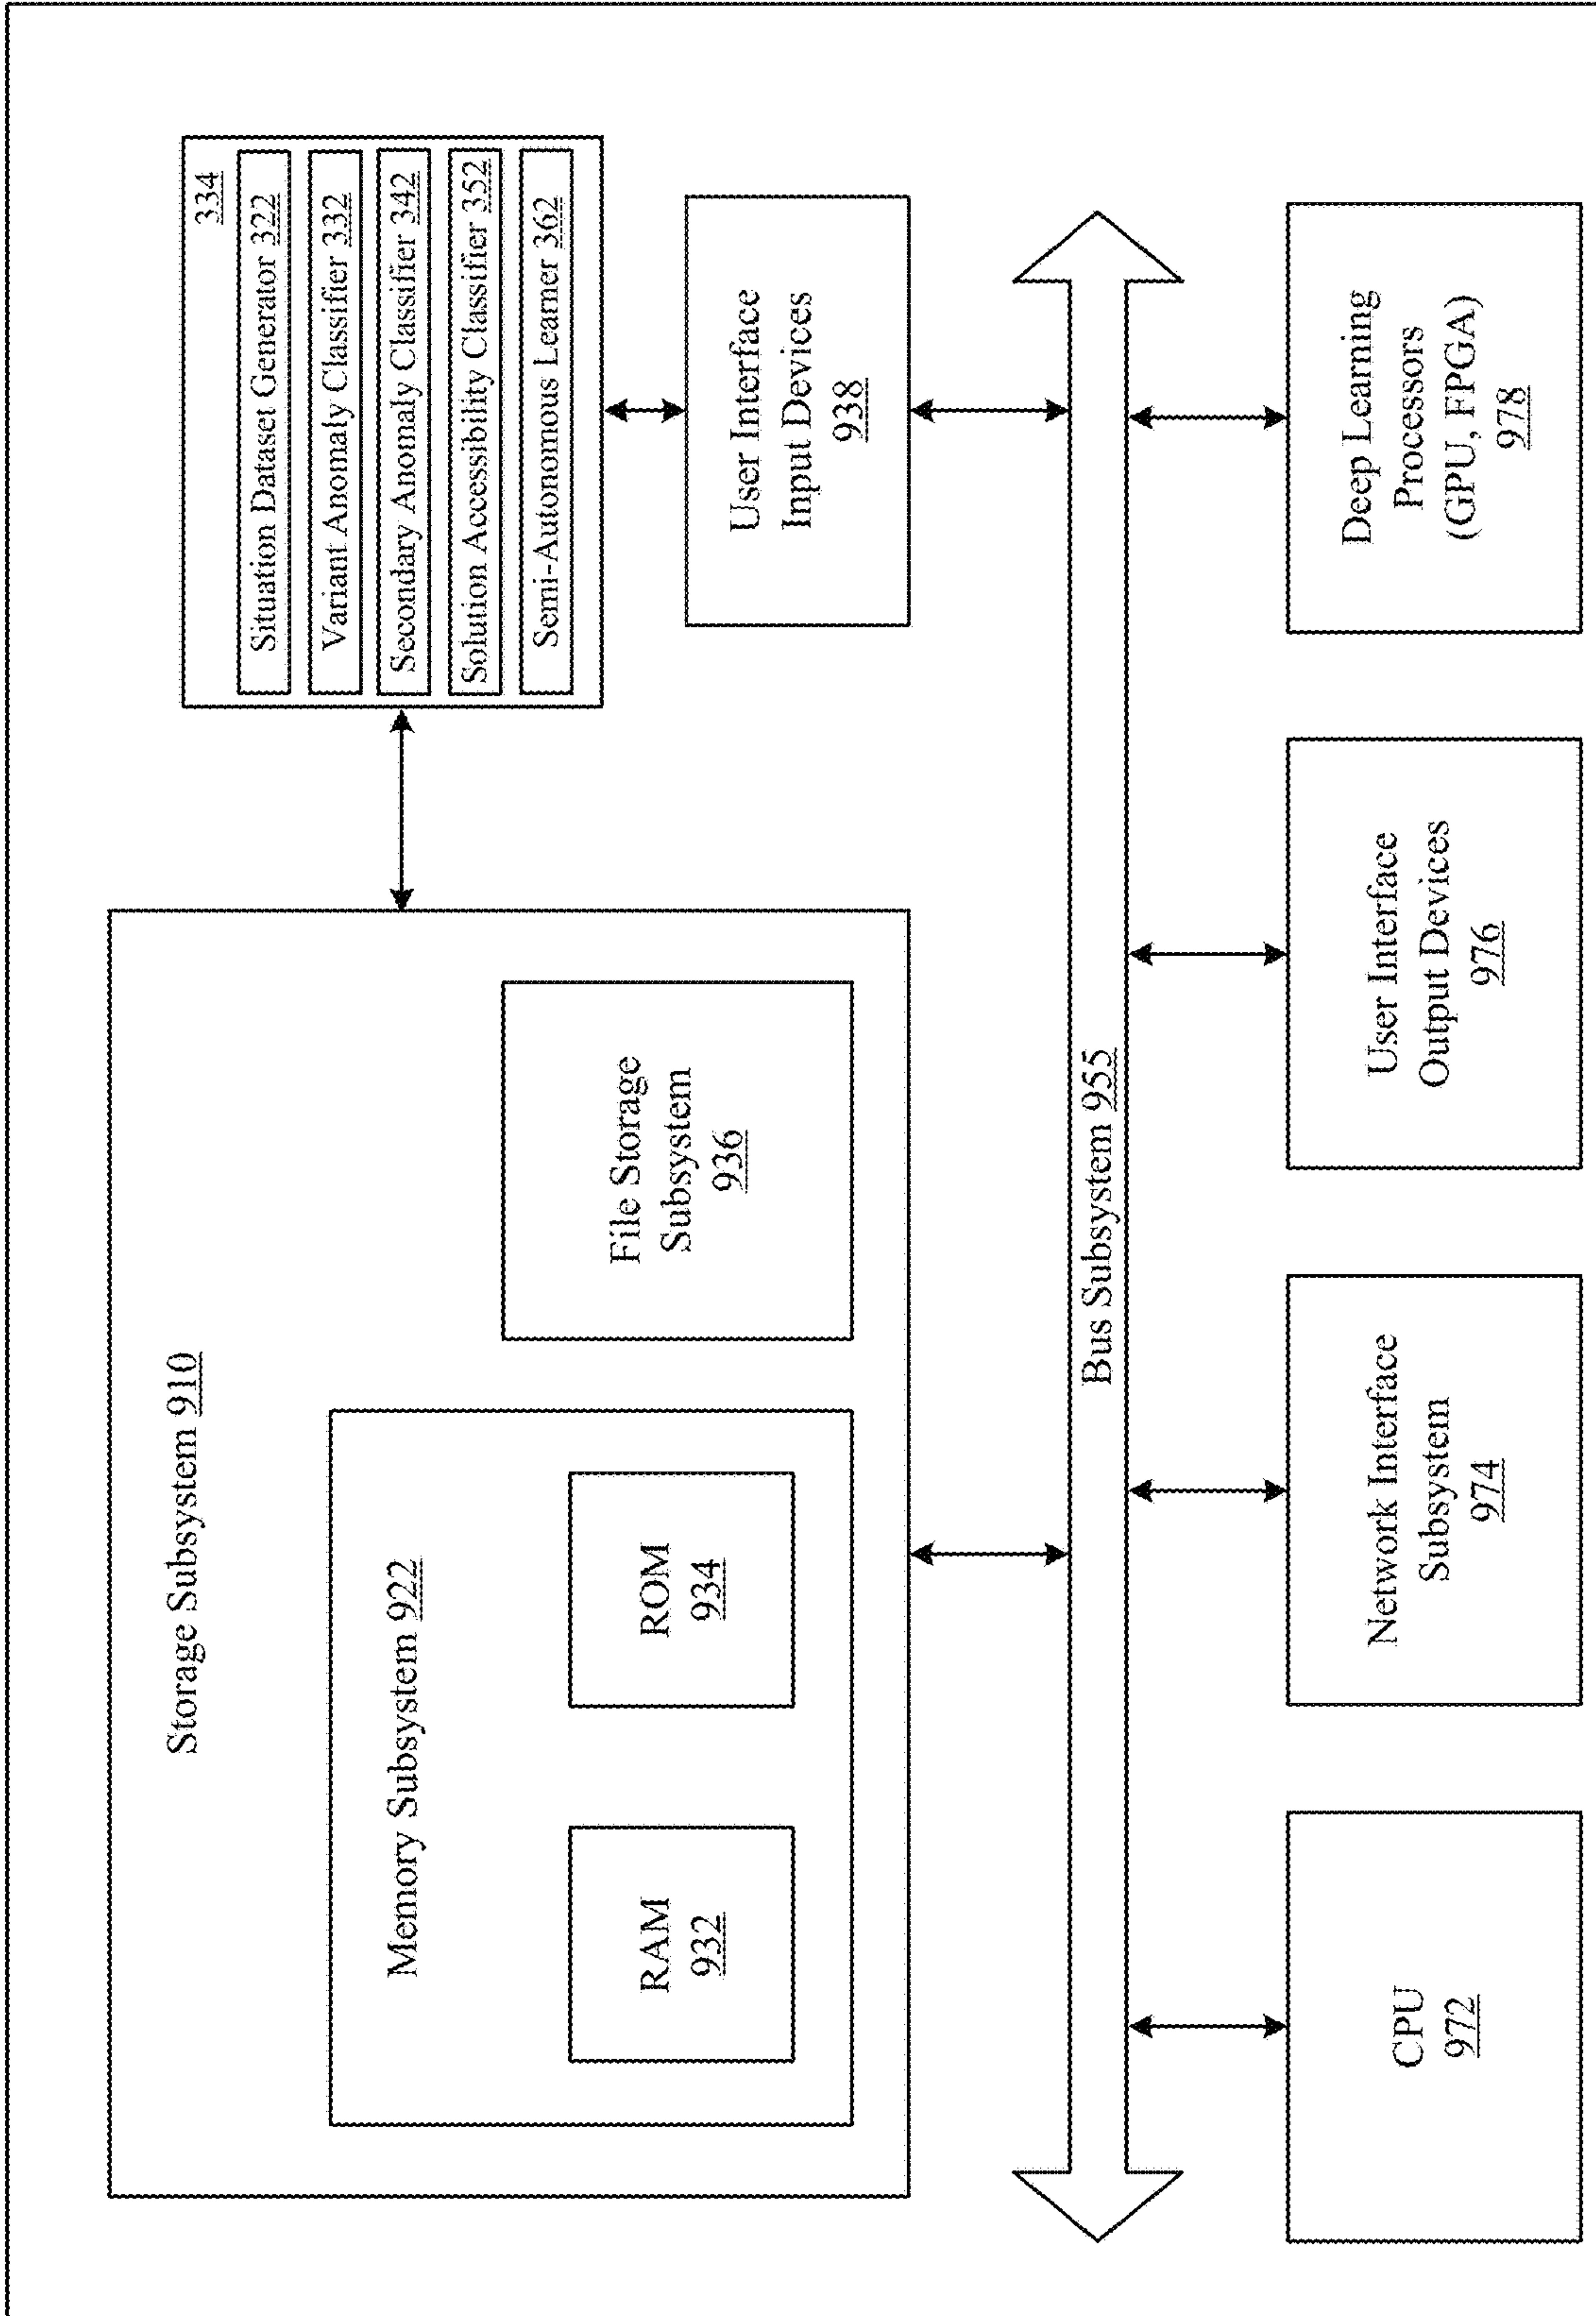 Storage Subsystem 910
Memory Subsystem 922
RAM
932
ROM
934
File Storage
Subsystem
936
334
Situation Dataset Generator 322
Variant Anomaly Classifier 332
Secondary Anomaly Classifier 342
Solution Accessibility Classifier 352
Semi-Autonomous Learner 362
User Interface
Input Devices
938
Bus Subsystem 955
CPU
972
Network Interface
Subsystem
974
User Interface
Output Devices
976
Deep Learning
Processors
(GPU, FPGA)
978